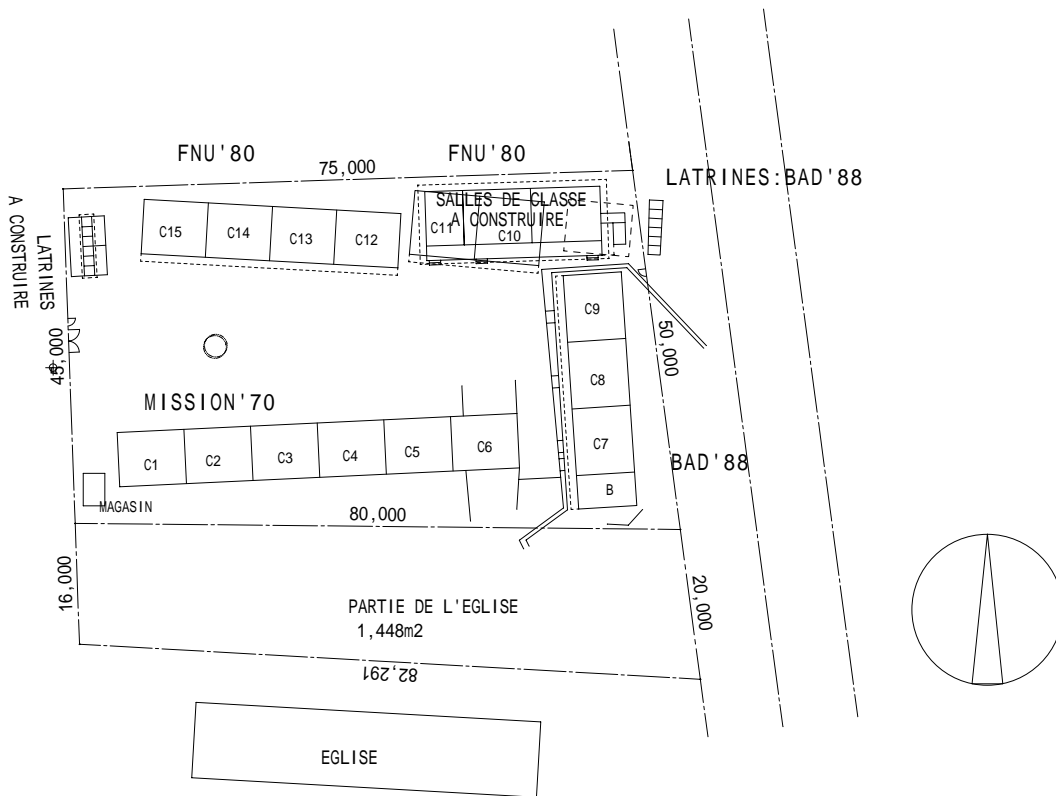 FNU'80
FNU'80
75,000
LATRINES:BAD'88
SALLES DE CLASSE
A CONSTRUIRE
C11
C10
C15
C14
C13
C12
LATRINES
A CONSTRUIRE
45,000
C9
50,000
C8
MISSION'70
C7
C1
C2
C3
C4
C5
C6
BAD'88
B
MAGASIN
80,000
16,000
20,000
PARTIE DE L'EGLISE
1,448m2
82,291
EGLISE